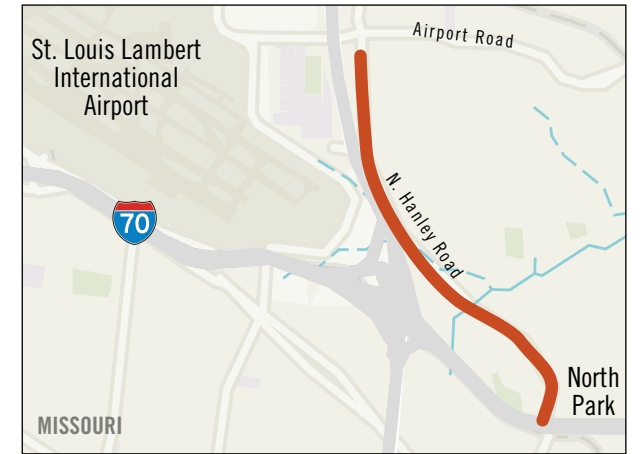 St. Louis Lambert
International
Airport
Airport Road
70
N. Hanley Road
North
Park
MISSOURI